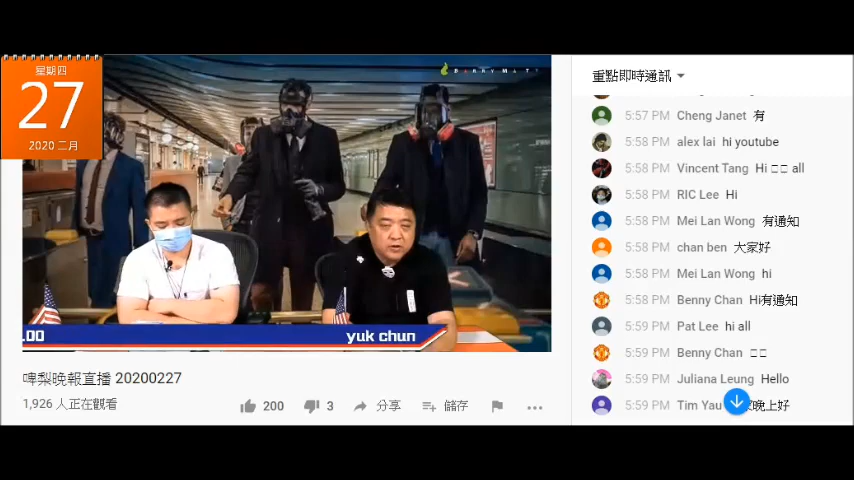 星期四
27
2020 二月
BARRYMATT
.00
yuk chun
啤梨晚報直播 20200227
1,926 人正在觀看
200
3
分享
儲存
重點即時通訊
5:57 PM Cheng Janet 有
5:58 PM alex lai hi youtube
5:58 PM Vincent Tang Hi □□ all
5:58 PM RIC Lee Hi
5:58 PM Mei Lan Wong 有通知
5:58 PM chan ben 大家好
5:58 PM Mei Lan Wong hi
5:58 PM Benny Chan Hi有通知
5:59 PM Pat Lee hi all
5:59 PM Benny Chan □□
5:59 PM Juliana Leung Hello
5:59 PM Tim Yau 家晚上好